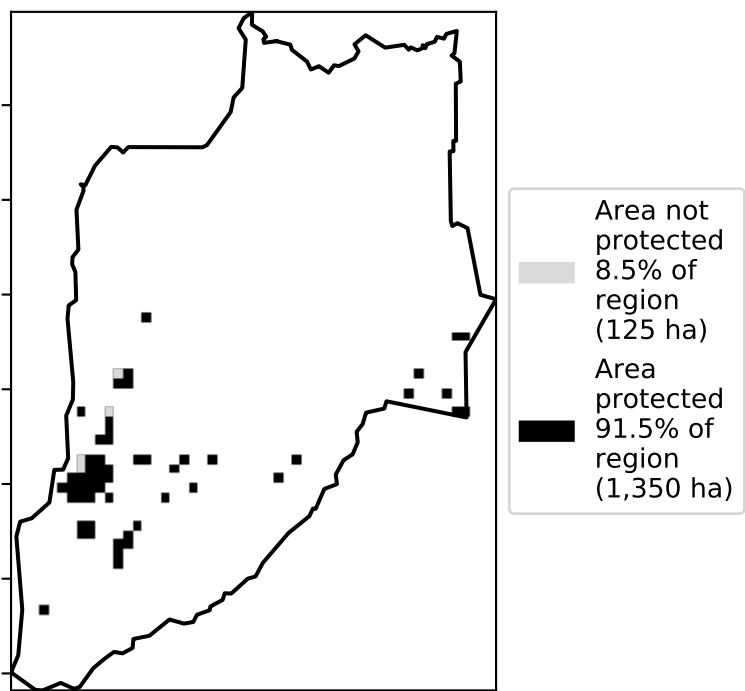 Area not
protected
8.5% of
region
(125 ha)
Area
protected
91.5% of
region
(1,350 ha)